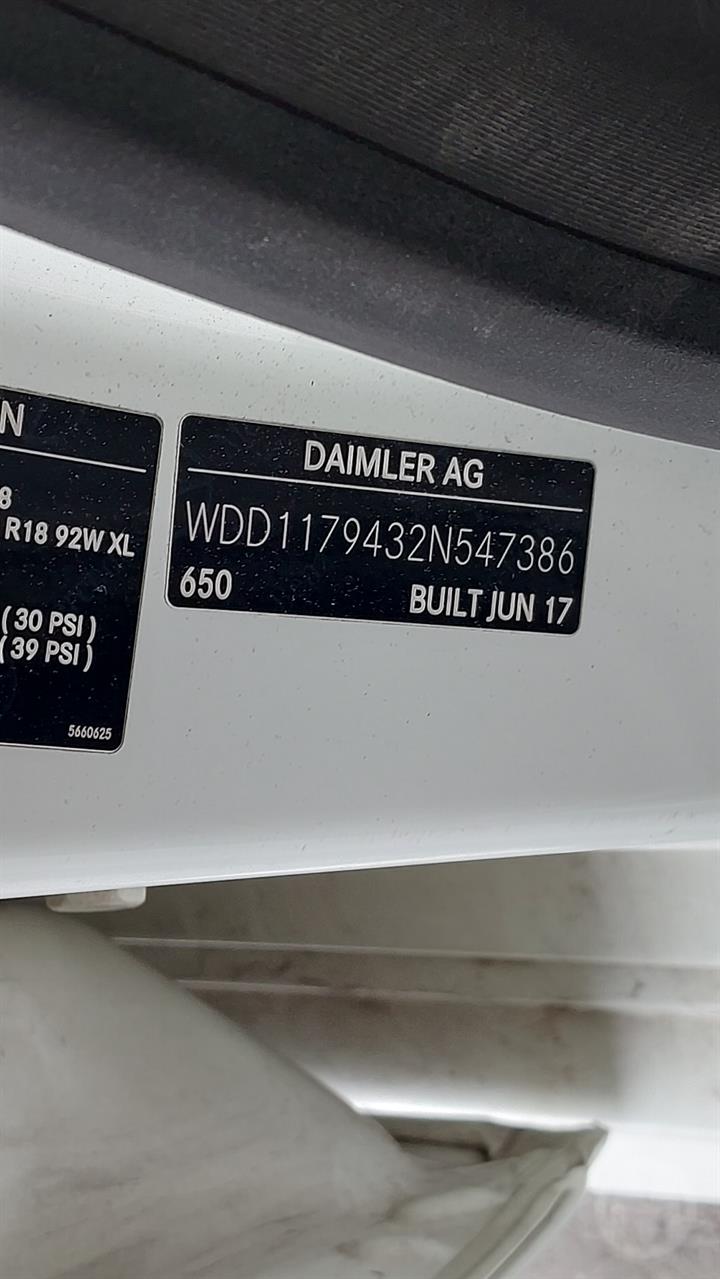 N
8
R18 92W XL
(30 PSI)
(39 PSI)
5660625
DAIMLER AG
WDD1179432N547386
650 BUILT JUN 17